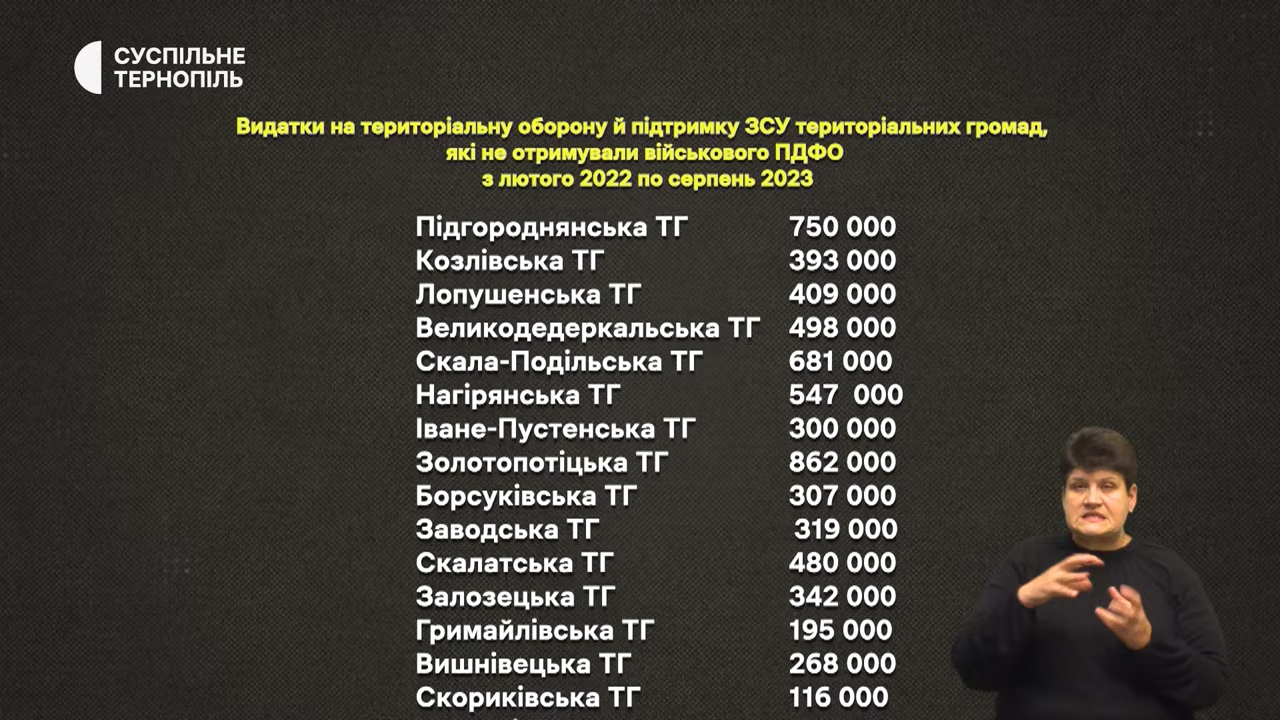 СУСПІЛЬНЕ
ТЕРНОПІЛЬ
Видатки на територіальну оборону й підтримку ЗСУ територіальних громад,
які не отримували військового ПДФО
з лютого 2022 по серпень 2023
Підгороднянська ТГ 750 000
Козлівська ТГ 393 000
Лопушенська ТГ 409 000
Великодедеркальська ТГ 498 000
Скала-Подільська ТГ 681 000
Нагірянська ТГ 547 000
Іване-Пустенська ТГ 300 000
Золотопотіцька ТГ 862 000
Борсуківська ТГ 307 000
Заводська ТГ 319 000
Скалатська ТГ 480 000
Залозецька ТГ 342 000
Гримайлівська ТГ 195 000
Вишнівецька ТГ 268 000
Скориківська ТГ 116 000